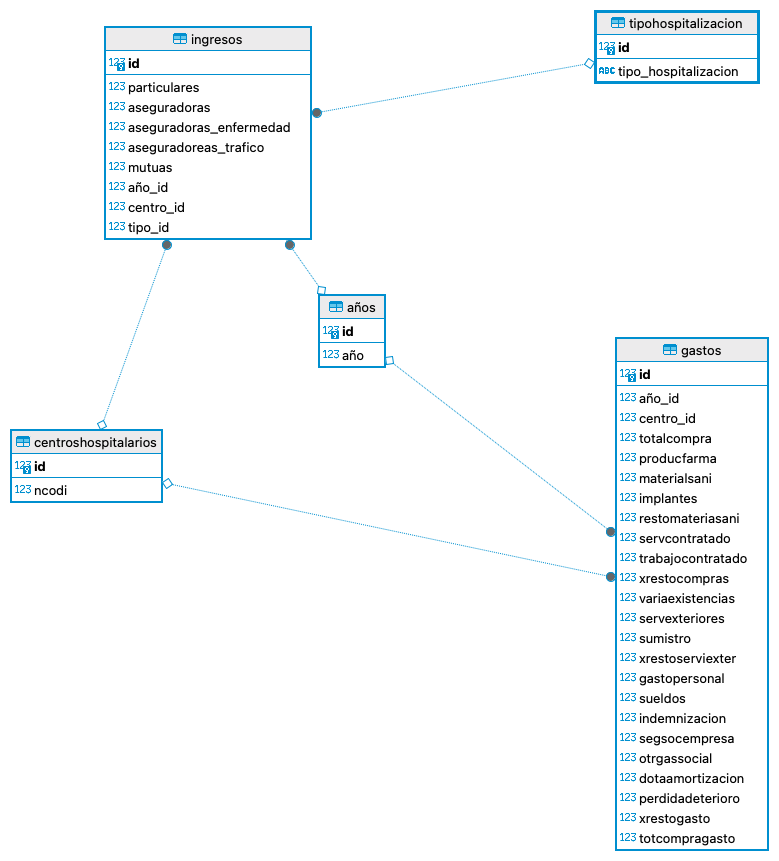 ingresos
123 id
123 particulares
123 aseguradoras
123 aseguradoras_enfermedad
123 aseguradoreas_trafico
123 mutuas
123 año_id
123 centro_id
123 tipo_id
tipohospitalizacion
123 id
ABC tipo_hospitalizacion
años
123 id
123 año
centroshospitalarios
123 id
123 ncodi
gastos
123 id
123 año_id
123 centro_id
123 totalcompra
123 producfarma
123 materialsani
123 implantes
123 restomateriasani
123 servcontratado
123 trabajocontratado
123 xrestocompras
123 variaexistencias
123 servexteriores
123 sumistro
123 xrestoserviexter
123 gastopersonal
123 sueldos
123 indemnizacion
123 segsocempresa
123 otrgassocial
123 dotaamortizacion
123 perdidadeterioro
123 xrestogasto
123 totcompragasto